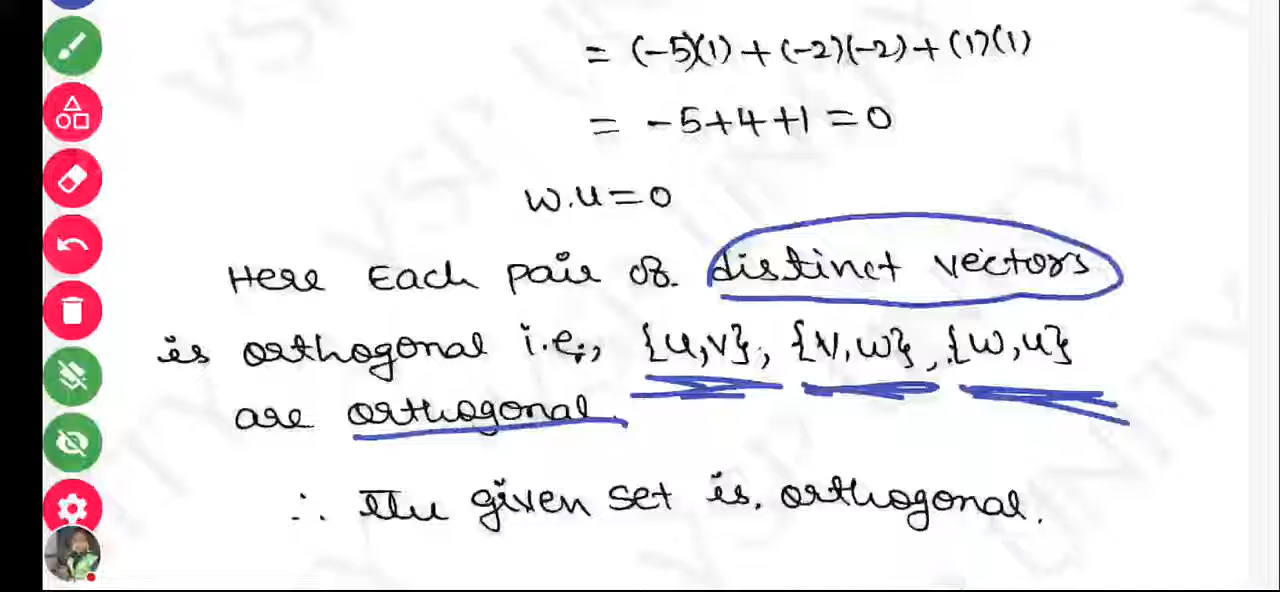 = (-5)(1) + (-2)(-2) + (1)(1)
= -5+4+1 = 0
w.u = 0
Here Each pair of distinct vectors
is orthogonal i.e., {u,v}, {v,w}, {w,u}
are orthogonal.
∴ The given set is orthogonal.